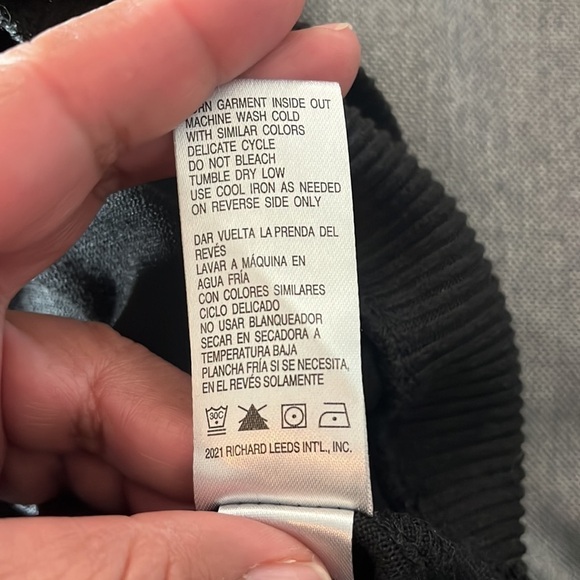 GARMENT INSIDE OUT
MACHINE WASH COLD
WITH SIMILAR COLORS
DELICATE CYCLE
DO NOT BLEACH
TUMBLE DRY LOW
USE COOL IRON AS NEEDED
ON REVERSE SIDE ONLY
DAR VUELTA LA PRENDA DEL
REVÉS
LAVAR A MÁQUINA EN
AGUA FRÍA
CON COLORES SIMILARES
CICLO DELICADO
NO USAR BLANQUEADOR
SECAR EN SECADORA A
TEMPERATURA BAJA
PLANCHA FRÍA SI SE NECESITA,
EN EL REVÉS SOLAMENTE
30C
2021 RICHARD LEEDS INT'L., INC.